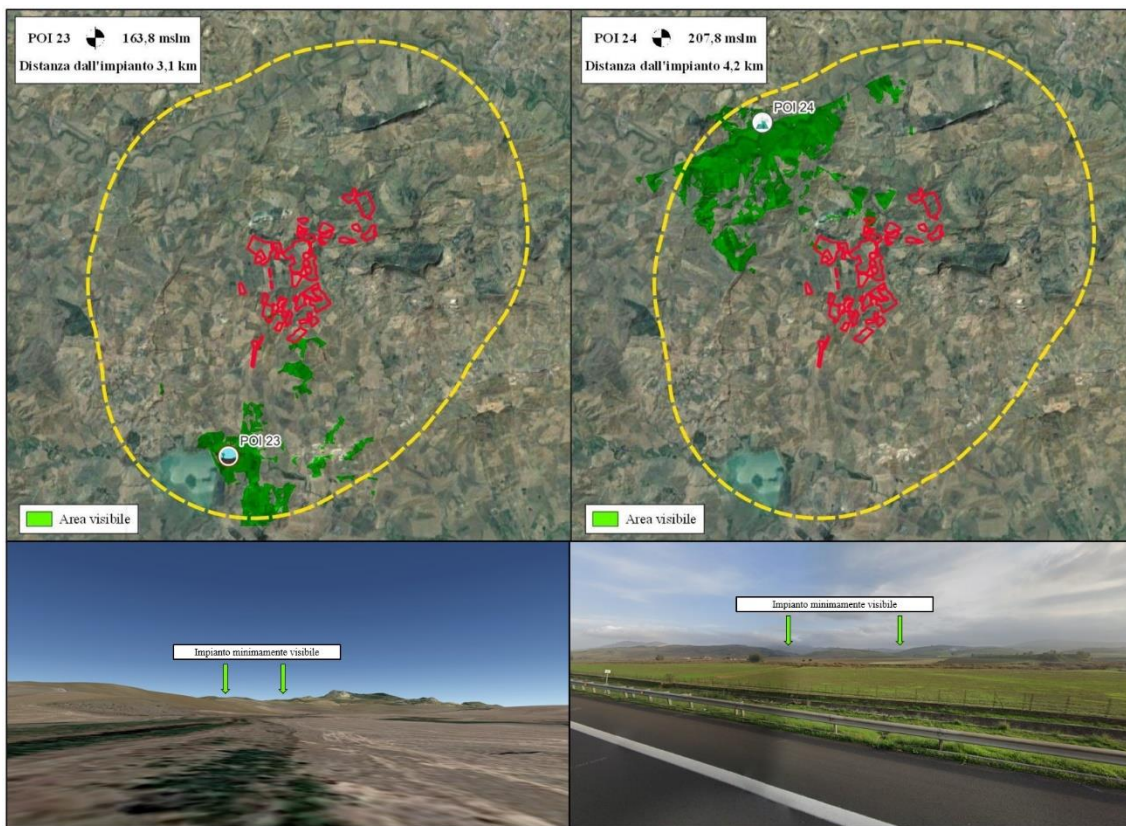 POI 23 163,8 mslm
Distanza dall'impianto 3,1 km
POI 23
Area visibile
POI 24 207,8 mslm
Distanza dall'impianto 4,2 km
POI 24
Area visibile
Impianto minimamente visibile
Impianto minimamente visibile